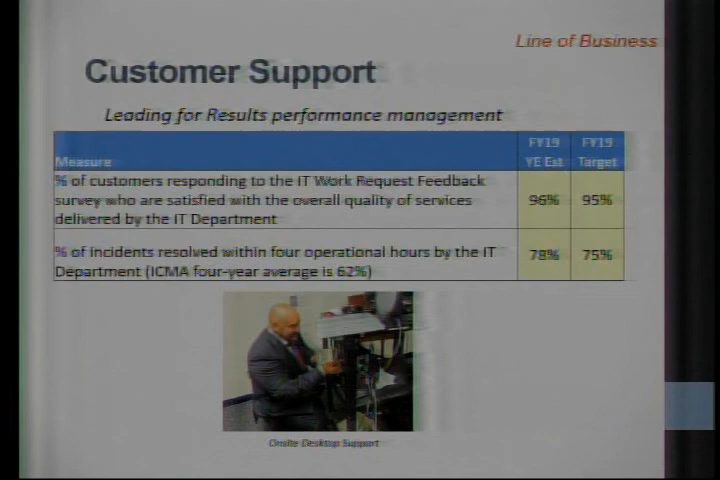 Line of Business
Customer Support
Leading for Results performance management
Measure
FY19 YE Est
FY19 Target
% of customers responding to the IT Work Request Feedback
survey who are satisfied with the overall quality of services
delivered by the IT Department
96%
95%
% of incidents resolved within four operational hours by the IT
Department (ICMA four-year average is 62%)
78%
75%
Onsite Desktop Support